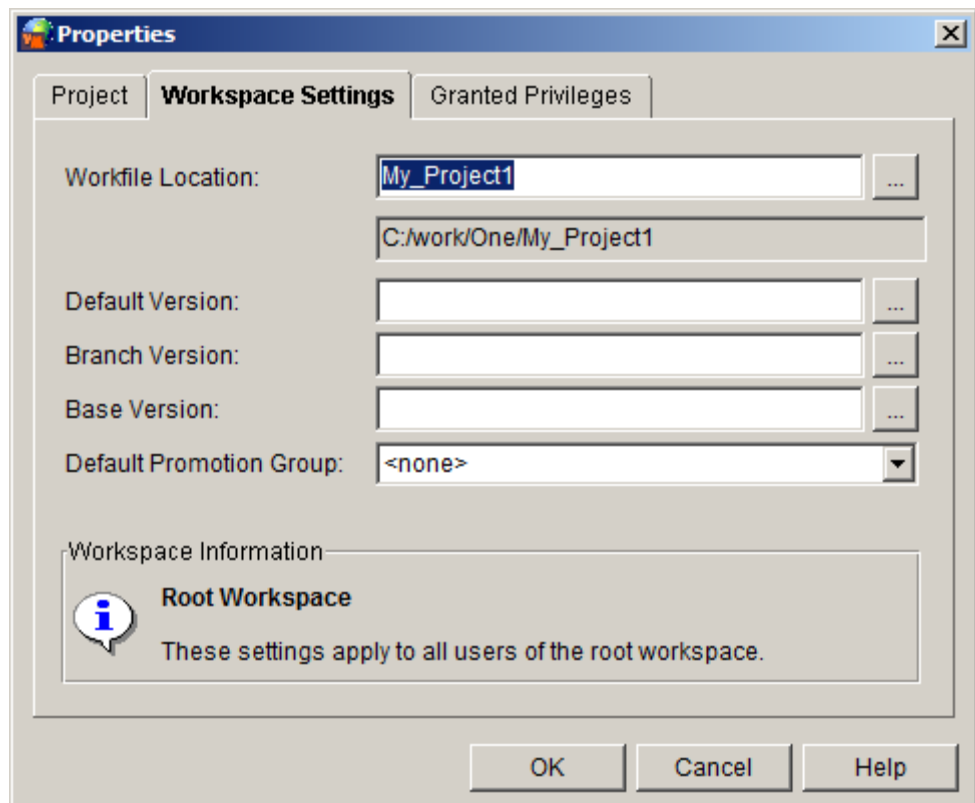 Properties
Project Workspace Settings Granted Privileges
Workfile Location: My_Project1 ...
C:/work/One/My_Project1
Default Version: ...
Branch Version: ...
Base Version: ...
Default Promotion Group: <none>
Workspace Information
Root Workspace
These settings apply to all users of the root workspace.
OK Cancel Help